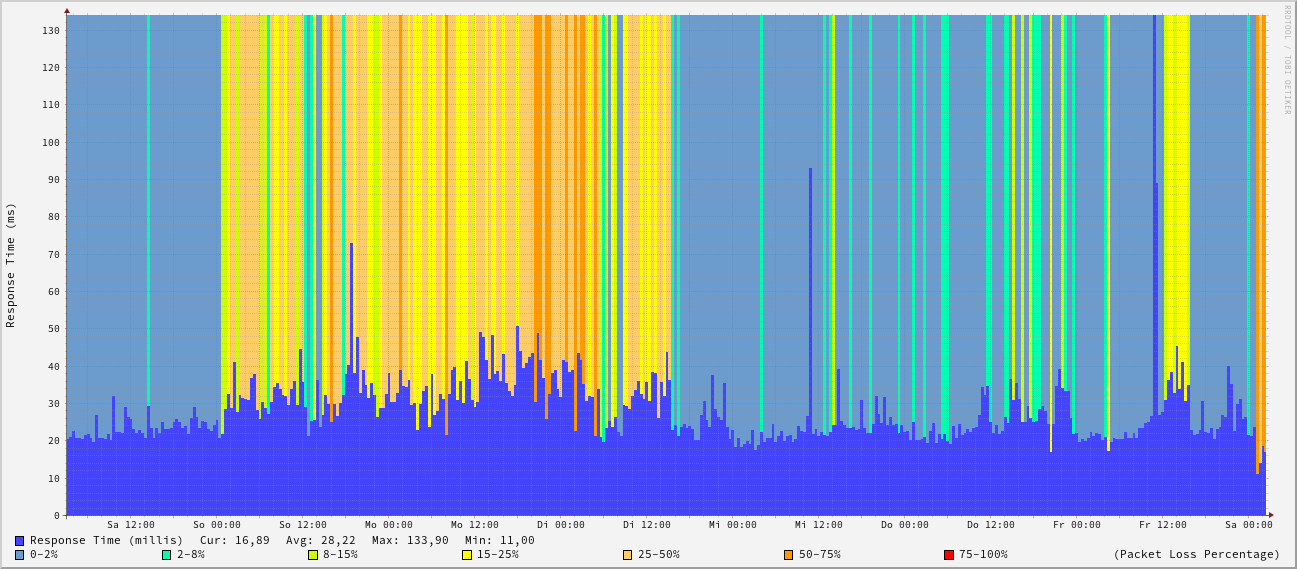 RRDTOOL / TOBI OETIKER
Response Time (ms)
130
120
110
100
90
80
70
60
50
40
30
20
10
0
Sa 12:00 So 00:00 So 12:00 Mo 00:00 Mo 12:00 Di 00:00 Di 12:00 Mi 00:00 Mi 12:00 Do 00:00 Do 12:00 Fr 00:00 Fr 12:00 Sa 00:00
Response Time (millis) Cur: 16,89 Avg: 28,22 Max: 133,90 Min: 11,00
0-2% 2-8% 8-15% 15-25% 25-50% 50-75% 75-100% (Packet Loss Percentage)